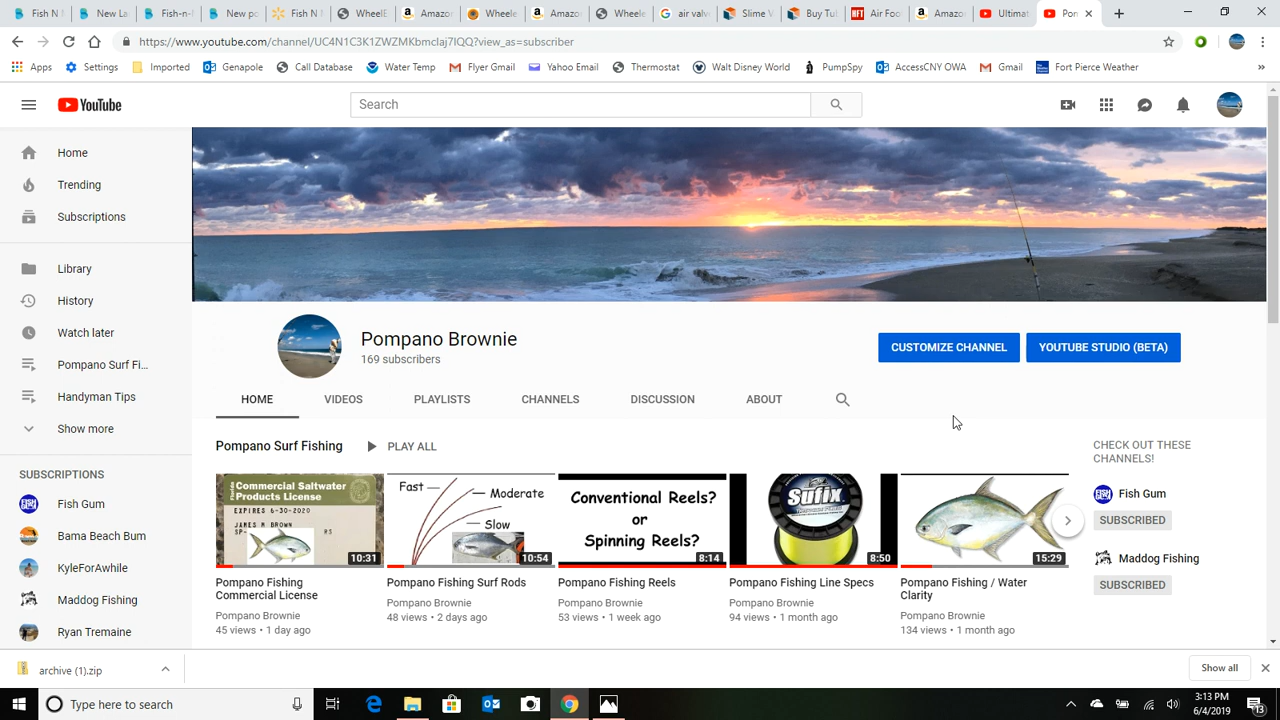 Fish N M
New La
Fish-n-
New po
Fish N M
WheelE
Amazo
Wheele
Amazo
Wheele
air valv
Slime V
Buy Tu
Air Foo
Amazo
Ultimat
Pom
https://www.youtube.com/channel/UC4N1C3K1ZWZMKbmcIaj7IQQ?view_as=subscriber
Apps Settings Imported Genapole Call Database Water Temp Flyer Gmail Yahoo Email Thermostat Walt Disney World PumpSpy AccessCNY OWA Gmail Fort Pierce Weather »
YouTube
Search
Home
Trending
Subscriptions
Library
History
Watch later
Pompano Surf Fi...
Handyman Tips
Show more
SUBSCRIPTIONS
Fish Gum
Bama Beach Bum
KyleForAwhile
Maddog Fishing
Ryan Tremaine
Pompano Brownie
169 subscribers
CUSTOMIZE CHANNEL
YOUTUBE STUDIO (BETA)
HOME VIDEOS PLAYLISTS CHANNELS DISCUSSION ABOUT
Pompano Surf Fishing
PLAY ALL
Commercial Saltwater
Products License
EXPIRES 6-30-2020
JAMES M BROWN
SP-
RS
10:31
Pompano Fishing
Commercial License
Pompano Brownie
45 views • 1 day ago
Fast
Moderate
Slow
10:54
Pompano Fishing Surf Rods
Pompano Brownie
48 views • 2 days ago
Conventional Reels?
or
Spinning Reels?
8:14
Pompano Fishing Reels
Pompano Brownie
53 views • 1 week ago
Sufix
8:50
Pompano Fishing Line Specs
Pompano Brownie
94 views • 1 month ago
15:29
Pompano Fishing / Water
Clarity
Pompano Brownie
134 views • 1 month ago
CHECK OUT THESE
CHANNELS!
Fish Gum
SUBSCRIBED
Maddog Fishing
SUBSCRIBED
archive (1).zip
Show all
Type here to search
3:13 PM
6/4/2019
13